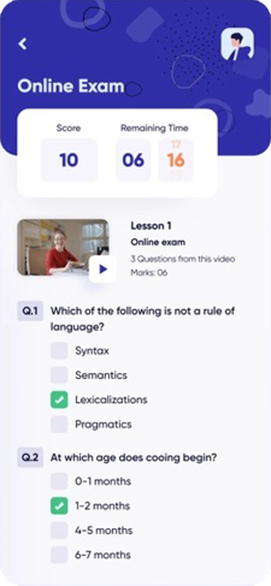 Online Exam
Score
Remaining Time
10
06
17
16
Lesson 1
Online exam
3 Questions from this video
Marks: 06
Q.1 Which of the following is not a rule of
language?
Syntax
Semantics
Lexicalizations
Pragmatics
Q.2 At which age does cooing begin?
0-1 months
1-2 months
4-5 months
6-7 months